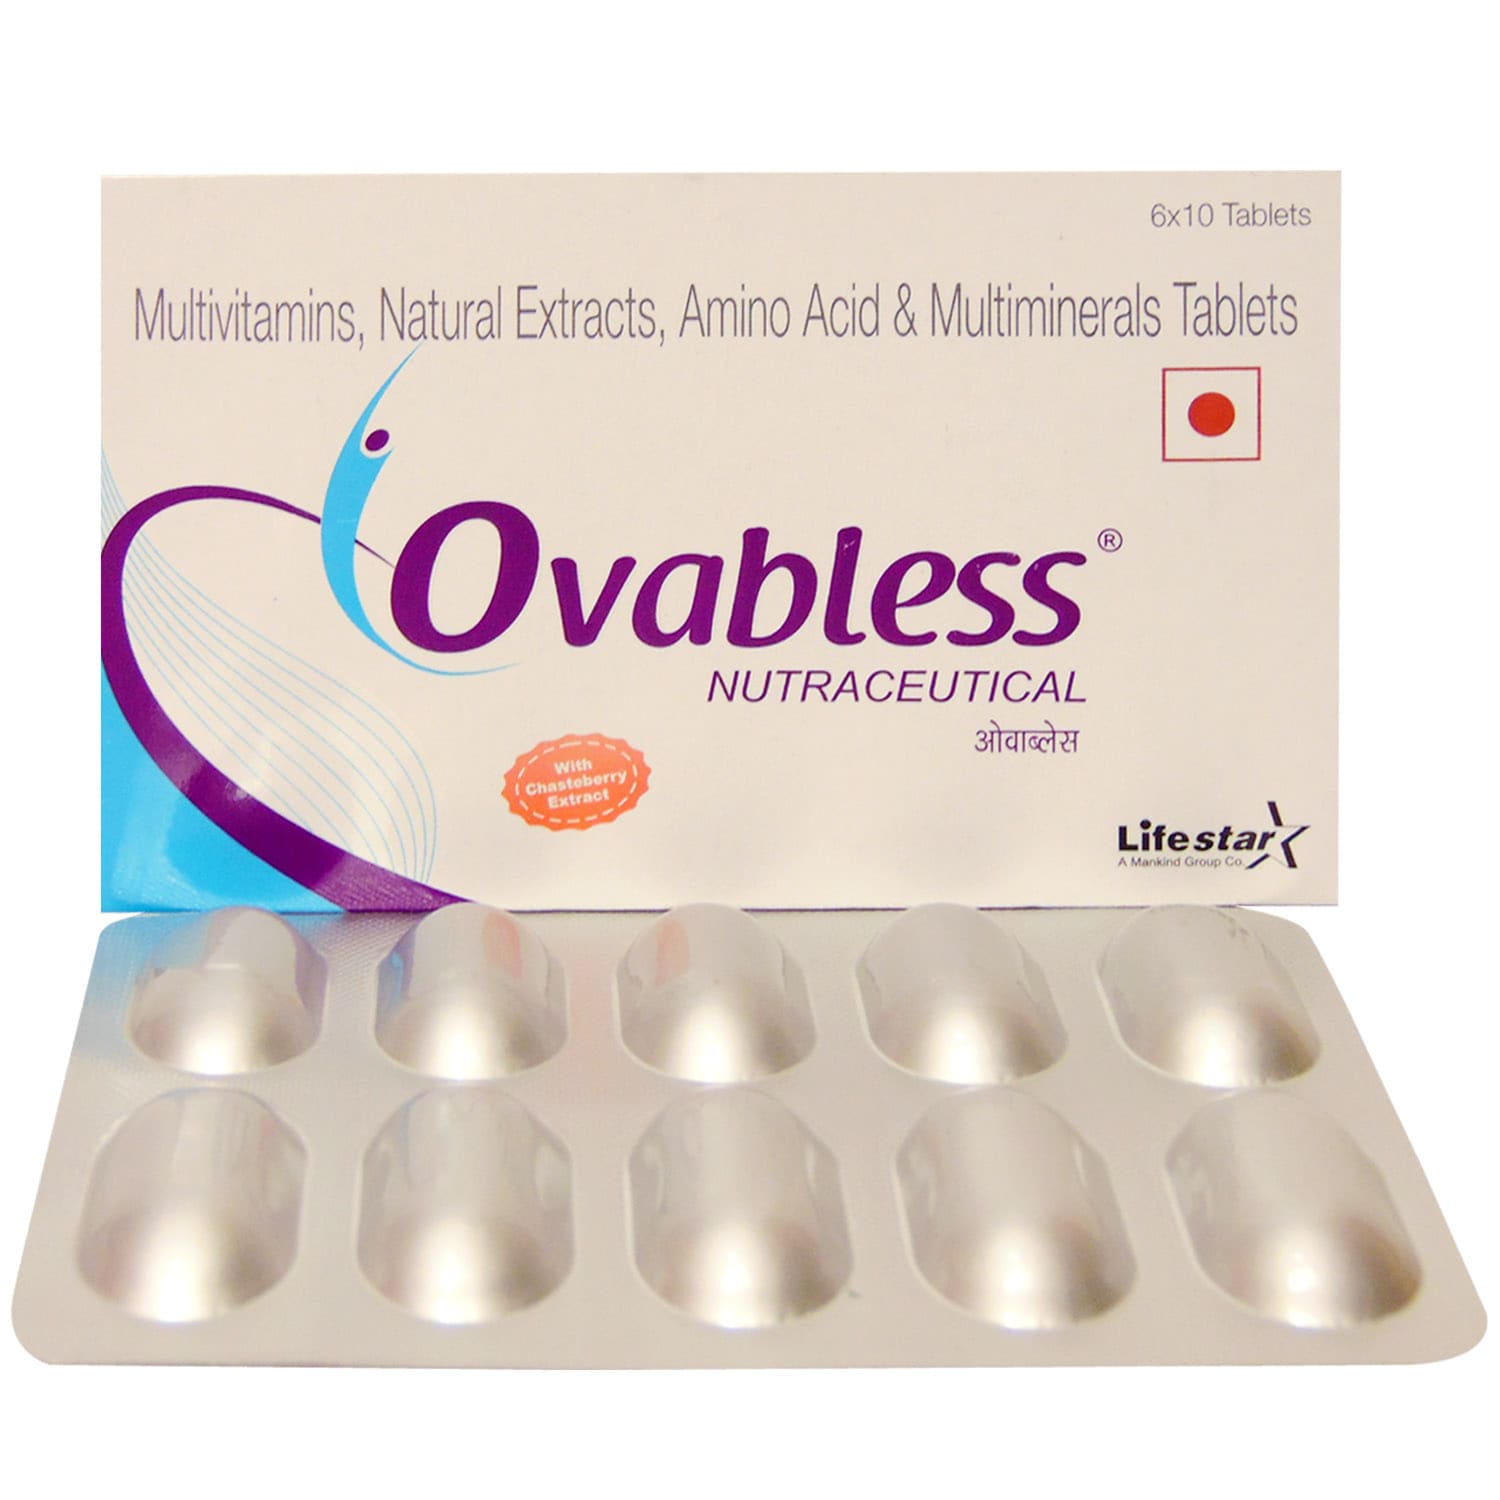 6x10 Tablets
Multivitamins, Natural Extracts, Amino Acid & Multiminerals Tablets
Ovabless®
NUTRACEUTICAL
ओवाब्लेस
With
Chasteberry
Extract
Lifestar
A Mankind Group Co.